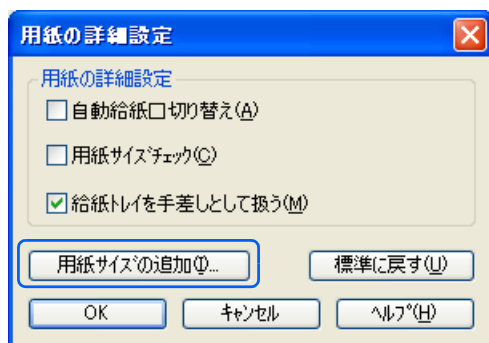 用紙の詳細設定
用紙の詳細設定
自動給紙口切り替え(A)
用紙サイズチェック(C)
給紙トレイを手差しとして扱う(M)
用紙サイズの追加(I)...
標準に戻す(U)
OK
キャンセル
ヘルプ(H)